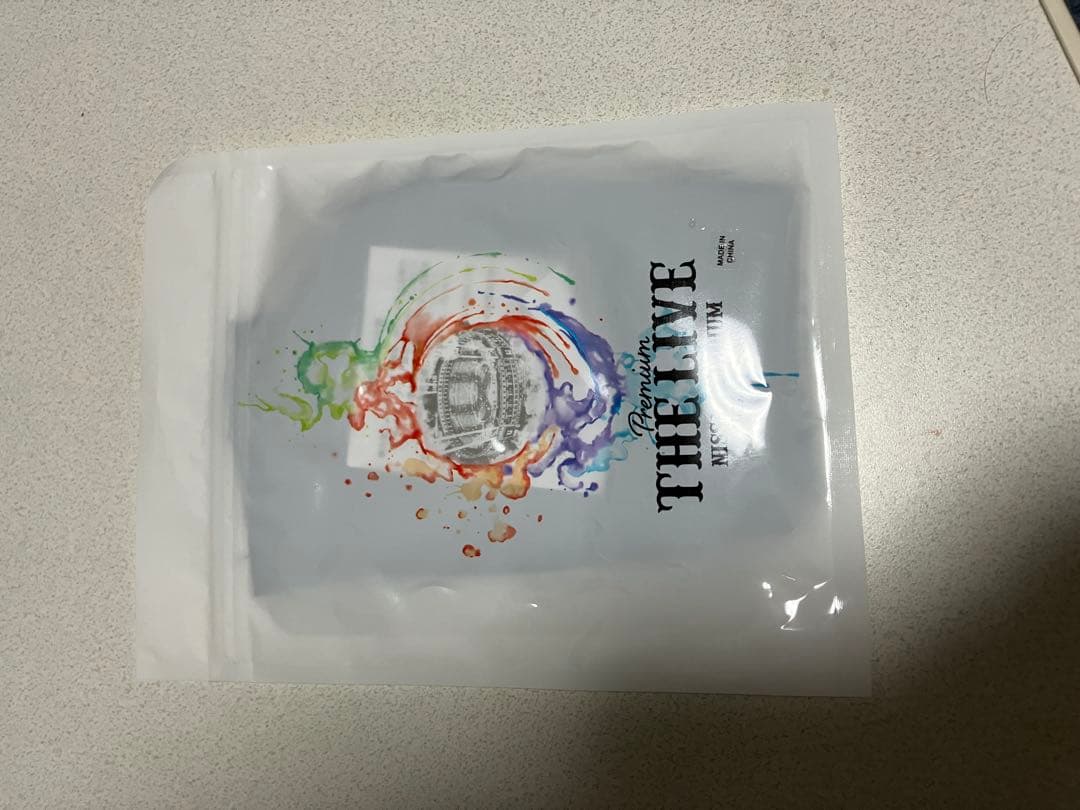 Premium
THE LIVE
MADE IN
CHINA